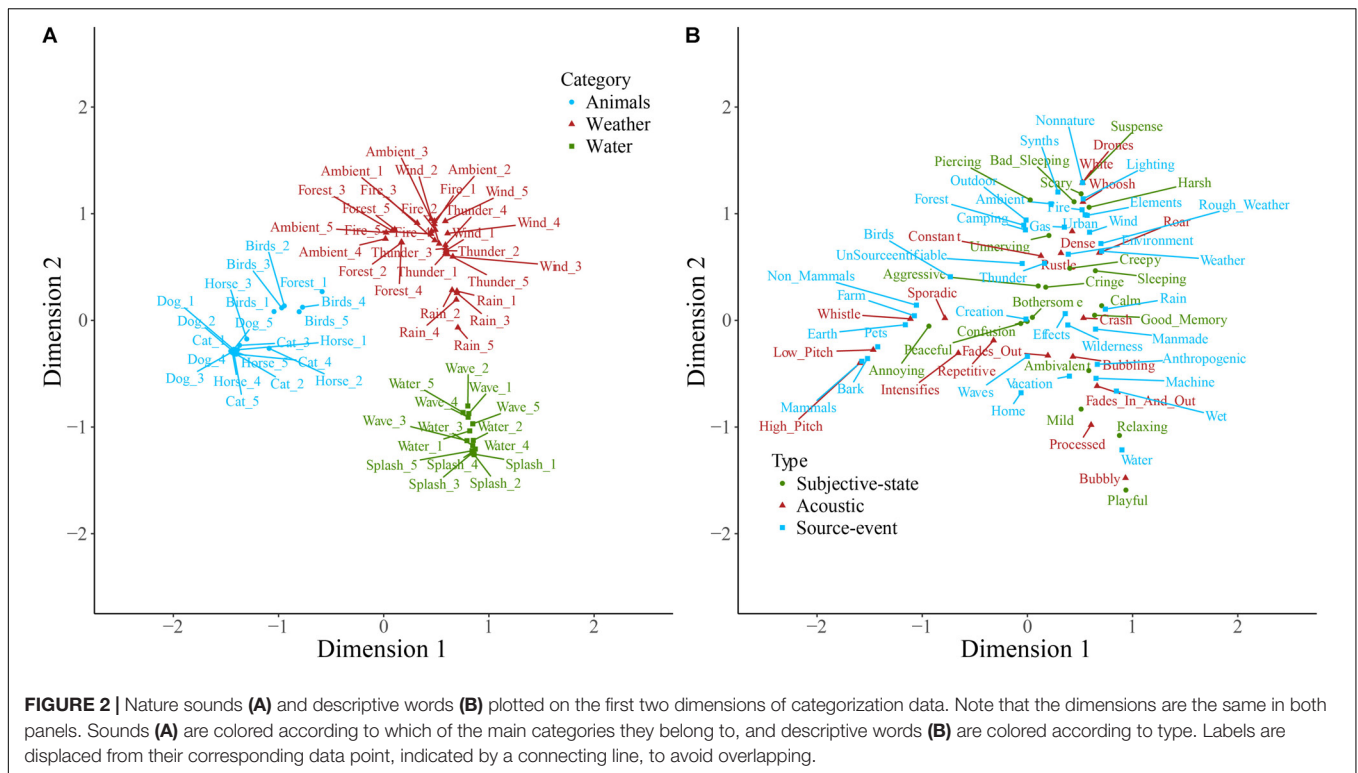 A
B
Category
Animals
Weather
Water
Ambient_3
Ambient_1 Wind_2 Ambient_2
Forest_3 Fire_3 Fire_1 Wind_5
Ambient_5 Forest_5 Fire_2 Thunder_4
Fire_5 Wind_1 Wind_4
Ambient_4 Thunder_3 Thunder_2
Forest_2 Thunder_1 Wind_3
Forest_4 Thunder_5
Birds_2
Birds_3
Horse_3 Forest_1
Dog_1 Birds_1 Birds_4
Dog_2 Dog_5 Birds_5
Cat_1 Cat_3 Horse_1
Dog_4 Horse_5 Cat_4
Dog_3 Horse_4 Cat_2 Horse_2
Cat_5
Rain_1
Rain_2 Rain_3
Rain_4 Rain_5
Wave_2
Water_5 Wave_1
Wave_4 Wave_5
Wave_3 Water_3 Water_2
Water_1 Water_4
Splash_5 Splash_4 Splash_1
Splash_3 Splash_2
2
1
0
−1
−2
Dimension 2
−2 −1 0 1 2
Dimension 1
Nonnature Suspense
Synths Drones
Piercing Bad_Sleeping White Lighting
Outdoor Scary Whoosh Harsh
Forest Ambient Fire Elements Rough_Weather
Camping Gas Urban Wind Roar
Birds Constant Unnerving Dense Environment
UnSourceentifiable Rustle Weather
Non_Mammals Aggressive Thunder Creepy
Cringe Sleeping
Farm Sporadic Bothersome Calm Rain
Whistle Creation Crash Good_Memory
Earth Pets Confusion Effects
Peaceful Wilderness Manmade
Low_Pitch Fades_Out Anthropogenic
Annoying Repetitive Ambivalen Bubbling
Bark Intensifies Waves Vacation Machine
Mammals Home Fades_In_And_Out Wet
High_Pitch Mild Relaxing
Processed
Water
Bubbly
Playful
Type
Subjective-state
Acoustic
Source-event
2
1
0
−1
−2
Dimension 2
−2 −1 0 1 2
Dimension 1
FIGURE 2 | Nature sounds (A) and descriptive words (B) plotted on the first two dimensions of categorization data. Note that the dimensions are the same in both
panels. Sounds (A) are colored according to which of the main categories they belong to, and descriptive words (B) are colored according to type. Labels are
displaced from their corresponding data point, indicated by a connecting line, to avoid overlapping.